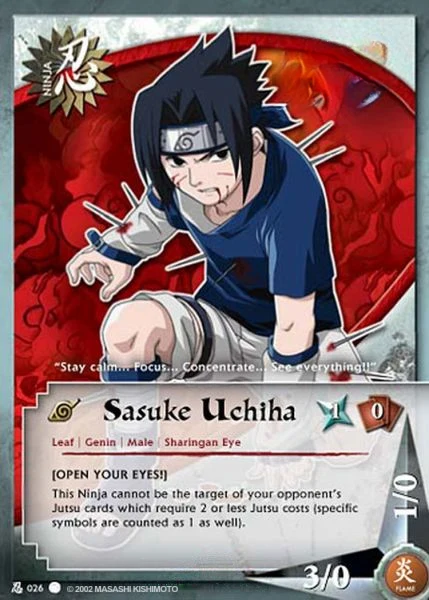 忍
NINJA
"Stay calm... Focus... Concentrate... See everything!!"
Sasuke Uchiha
1
0
Leaf | Genin | Male | Sharingan Eye
[OPEN YOUR EYES!]
This Ninja cannot be the target of your opponent's
Jutsu cards which require 2 or less Jutsu costs (specific
symbols are counted as 1 as well).
1/0
3/0
炎
FLAME
026
© 2002 MASASHI KISHIMOTO